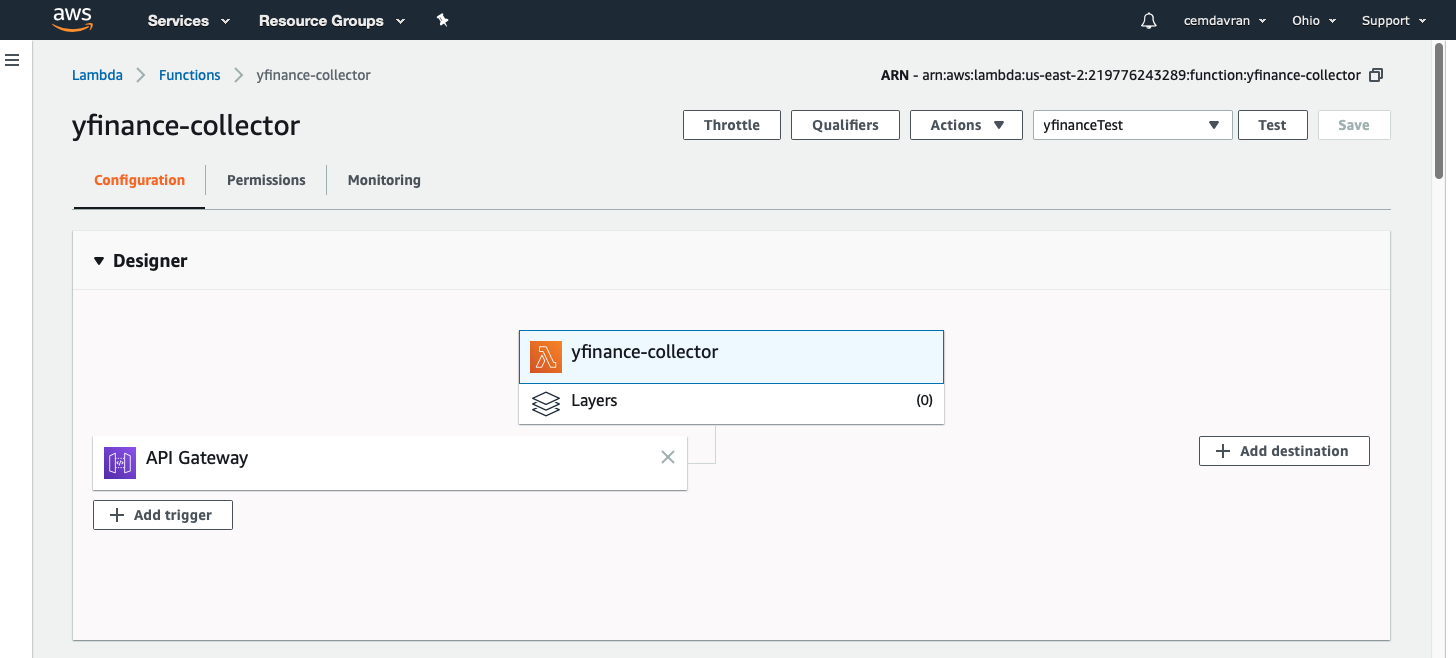 aws Services Resource Groups cemdavran Ohio Support
Lambda Functions yfinance-collector ARN - arn:aws:lambda:us-east-2:219776243289:function:yfinance-collector
yfinance-collector Throttle Qualifiers Actions yfinanceTest Test Save
Configuration Permissions Monitoring
Designer
yfinance-collector
Layers (0)
API Gateway
Add destination
Add trigger